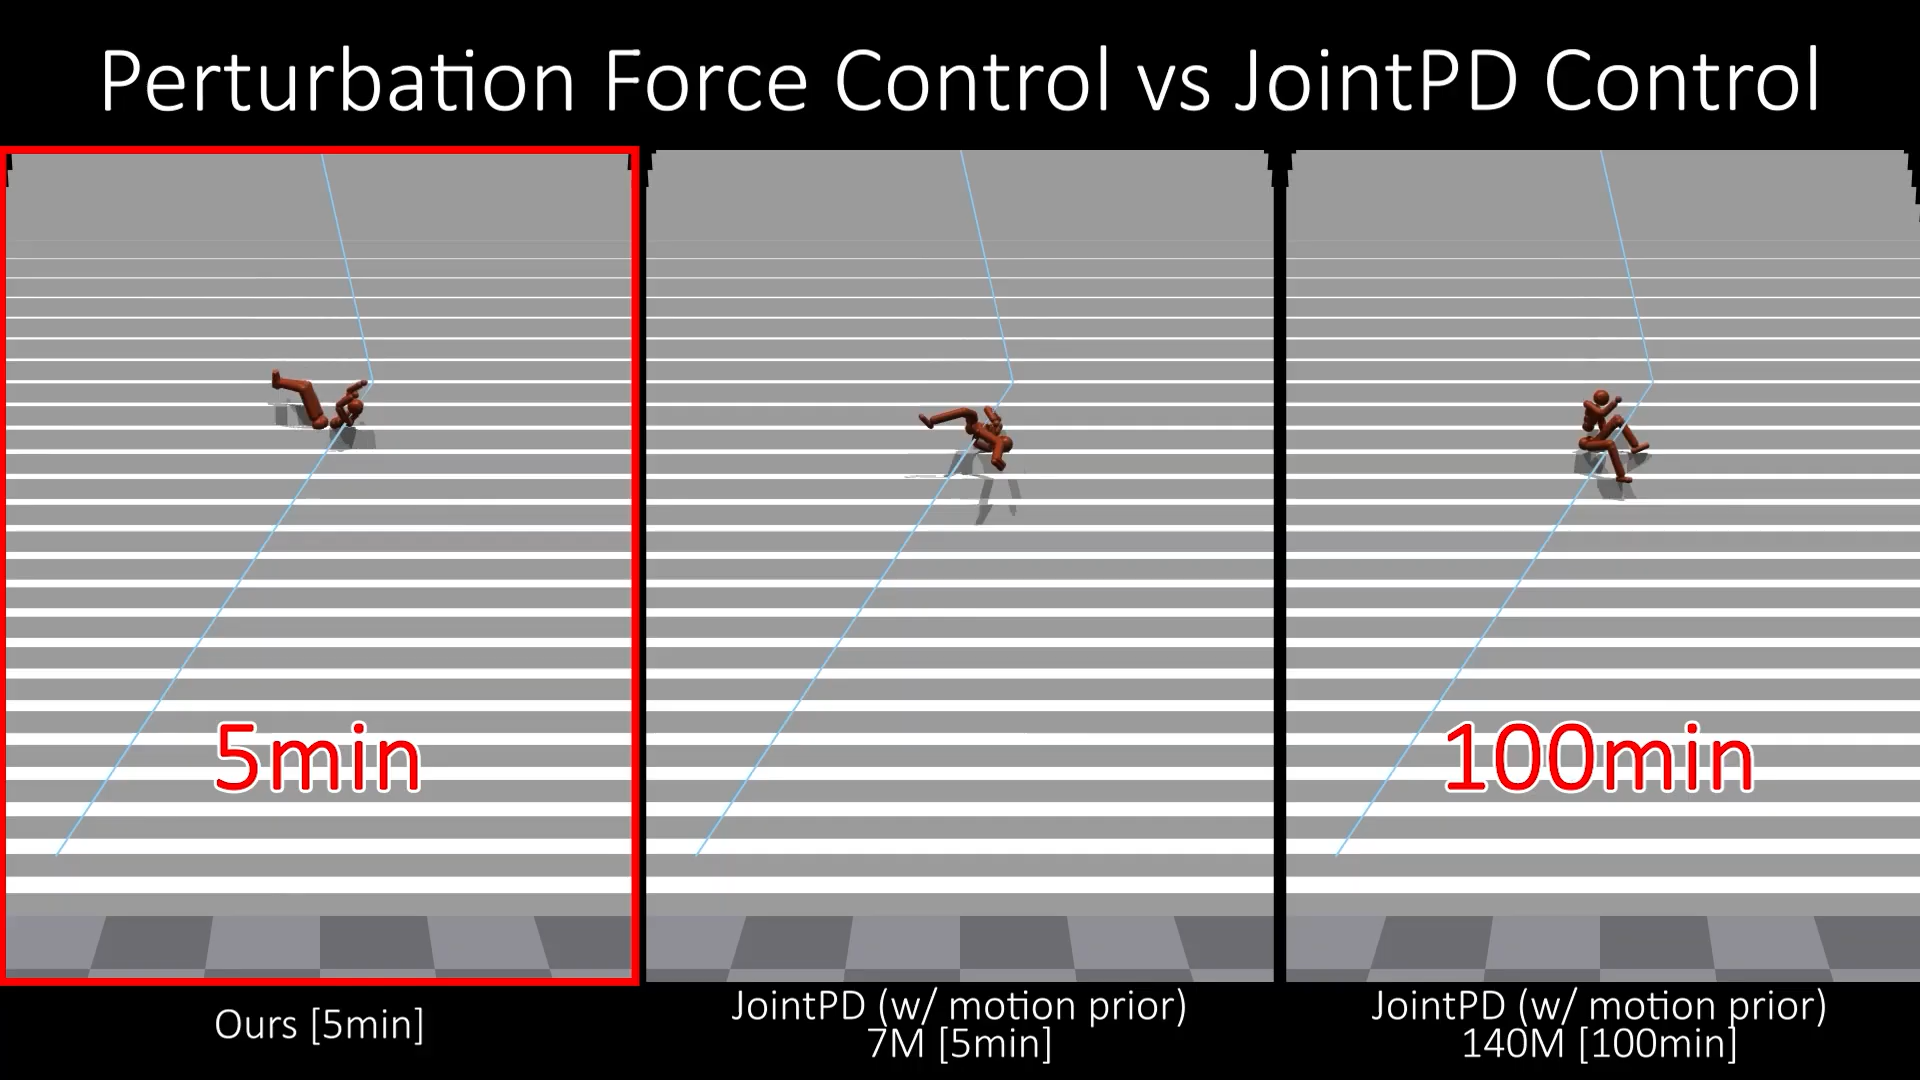 Perturbation Force Control vs JointPD Control
5min
100min
Ours [5min]
JointPD (w/ motion prior)
7M [5min]
JointPD (w/ motion prior)
140M [100min]